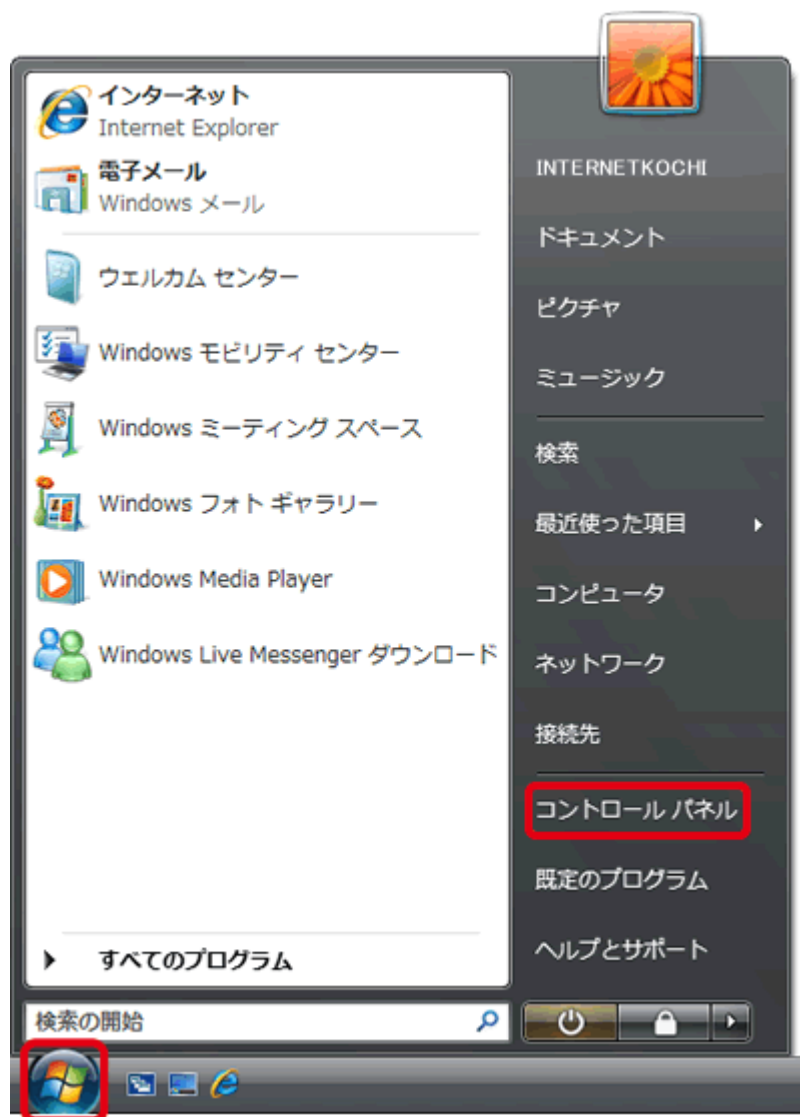 インターネット
Internet Explorer
電子メール
Windows メール
ウェルカム センター
Windows モビリティ センター
Windows ミーティング スペース
Windows フォト ギャラリー
Windows Media Player
Windows Live Messenger ダウンロード
すべてのプログラム
検索の開始
INTERNETKOCHI
ドキュメント
ピクチャ
ミュージック
検索
最近使った項目
コンピュータ
ネットワーク
接続先
コントロール パネル
既定のプログラム
ヘルプとサポート